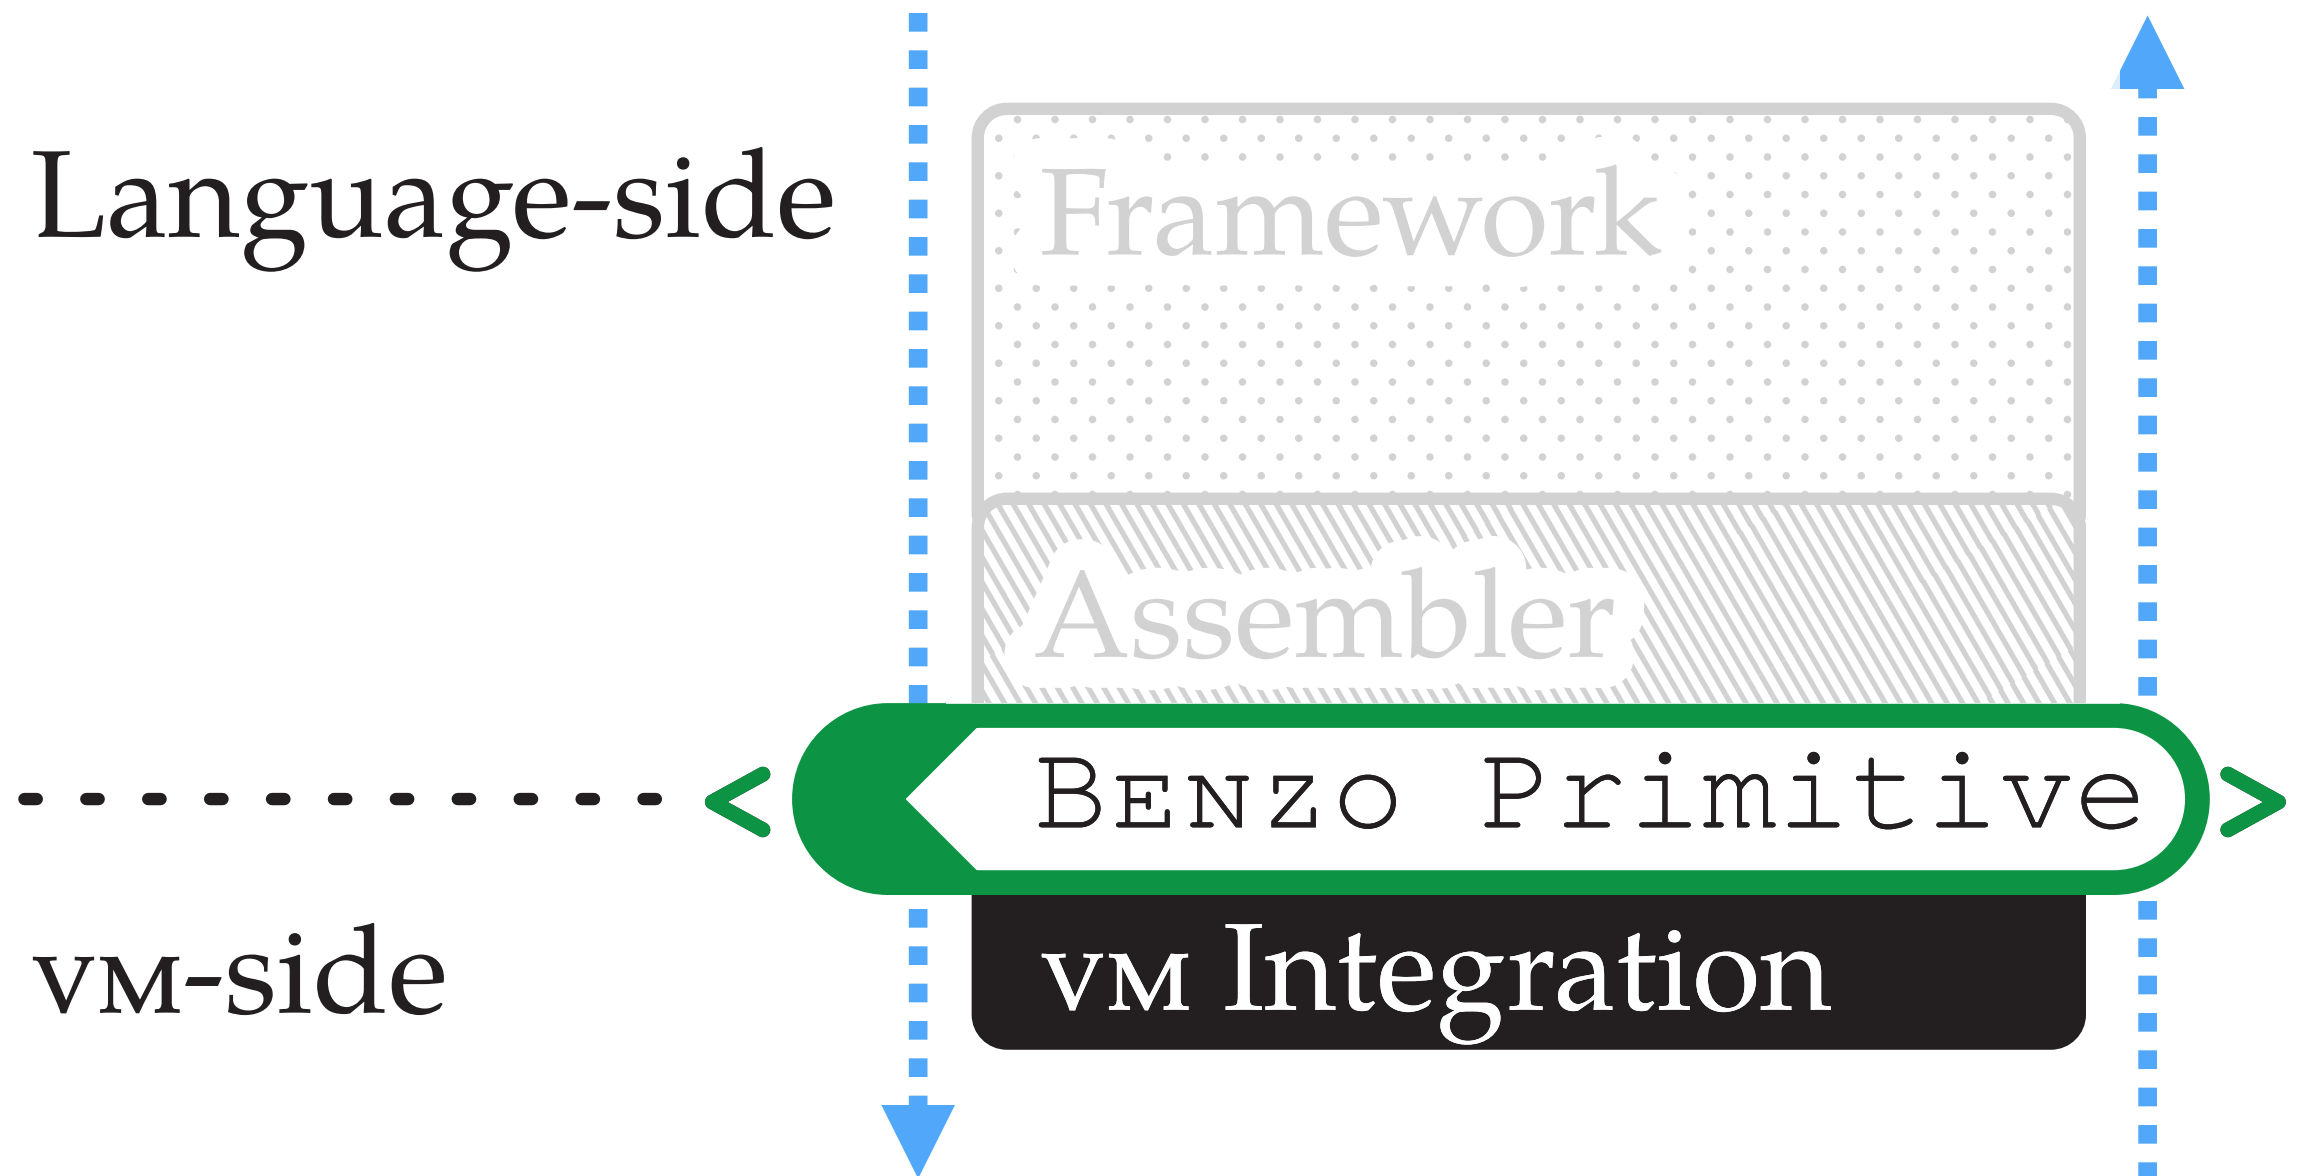 Language-side
Framework
Assembler
< Benzo Primitive >
VM-side
VM Integration